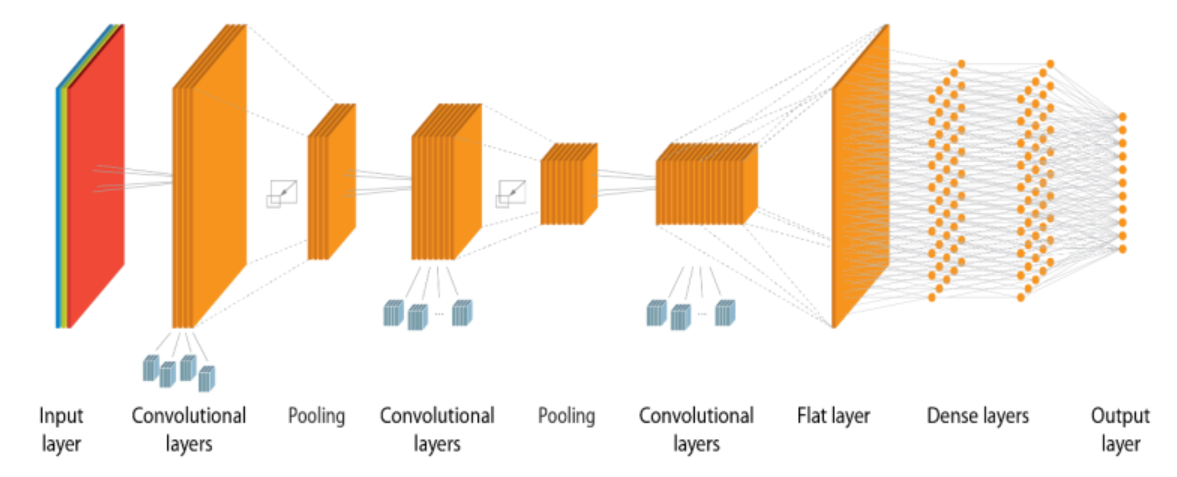 Input
layer
Convolutional
layers
Pooling
Convolutional
layers
Pooling
Convolutional
layers
Flat layer
Dense layers
Output
layer
...
...